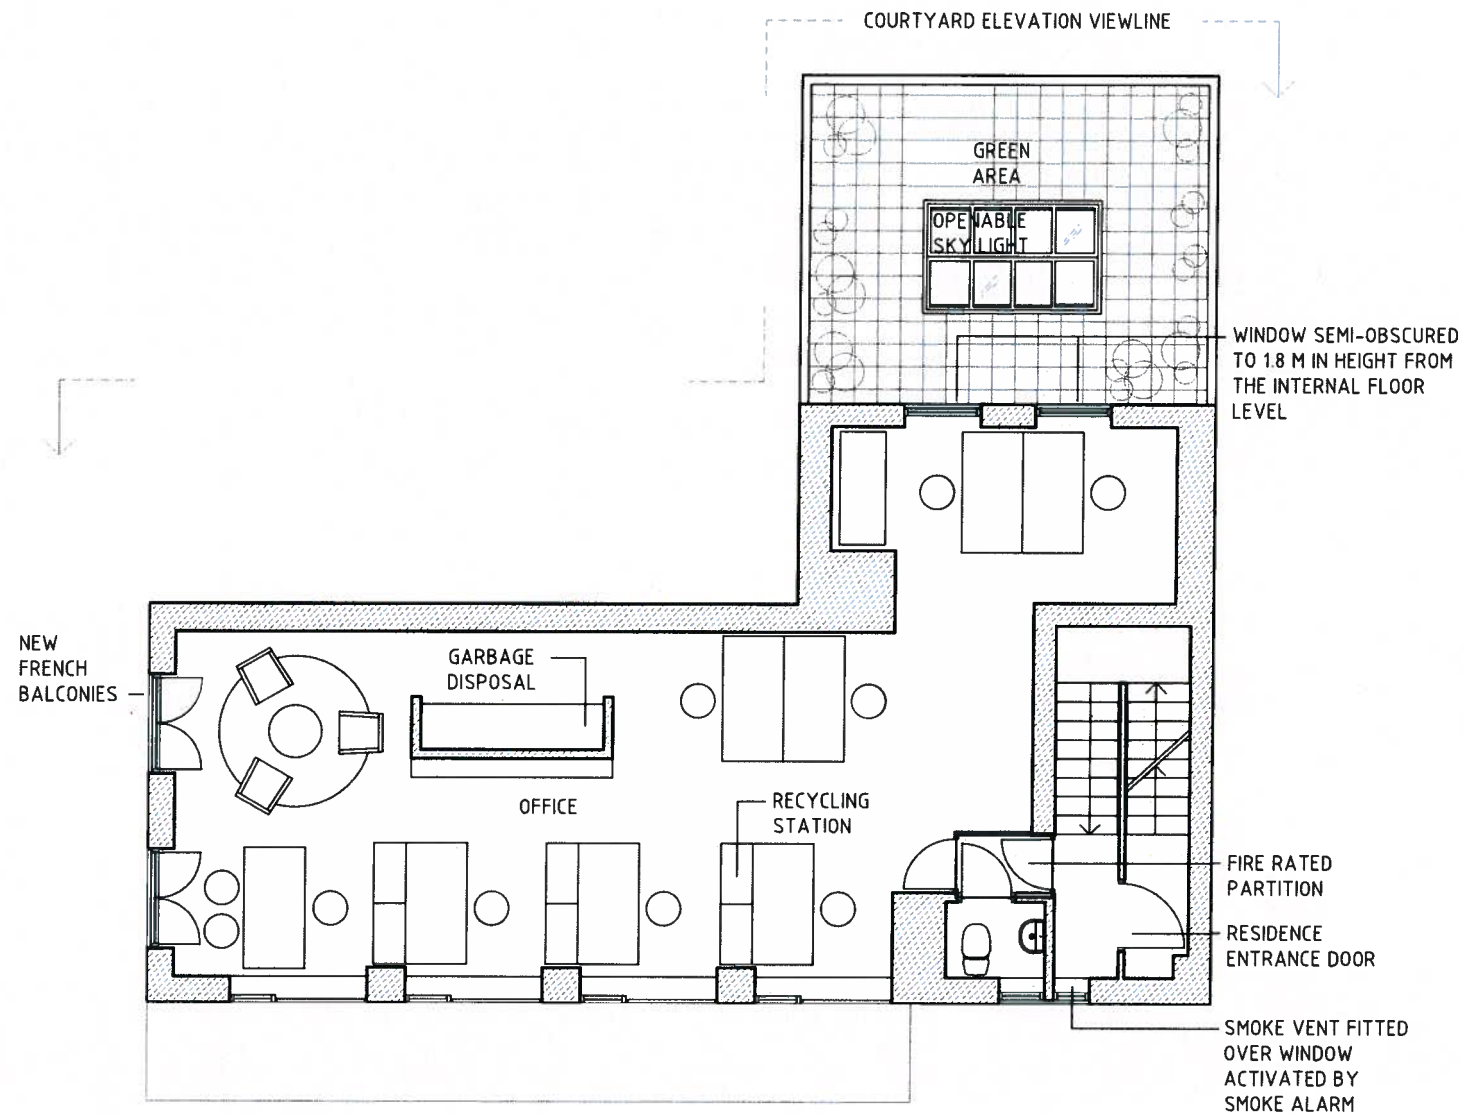 COURTYARD ELEVATION VIEWLINE
GREEN
AREA
OPENABLE
SKY LIGHT
WINDOW SEMI-OBSCURED
TO 1.8 M IN HEIGHT FROM
THE INTERNAL FLOOR
LEVEL
NEW
FRENCH
BALCONIES
GARBAGE
DISPOSAL
OFFICE
RECYCLING
STATION
FIRE RATED
PARTITION
RESIDENCE
ENTRANCE DOOR
SMOKE VENT FITTED
OVER WINDOW
ACTIVATED BY
SMOKE ALARM